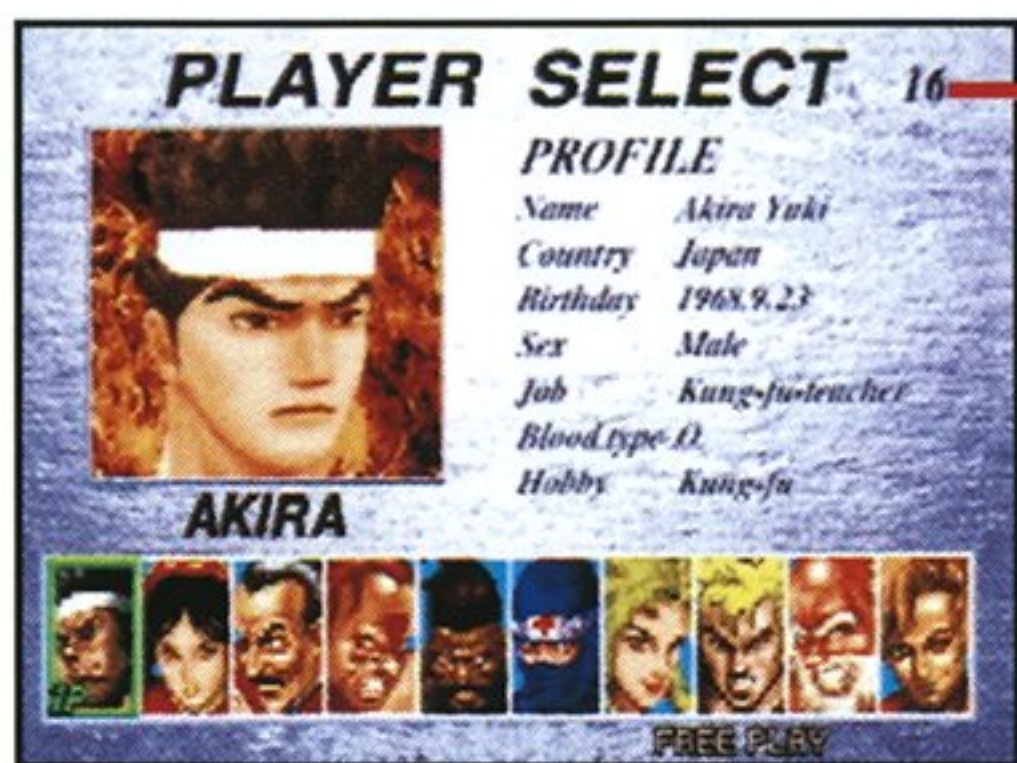 PLAYER SELECT 16
PROFILE
Name Akira Yuki
Country Japan
Birthday 1968.9.23
Sex Male
Job Kung-fu-teacher
Blood type O.
Hobby Kung-fu
AKIRA
1P
FREE PLAY